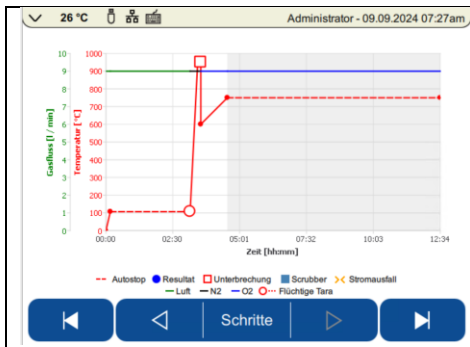 26 °C
Administrator - 09.09.2024 07:27am
10 1000
9 900
8 800
7 700
6 600
5 500
4 400
3 300
2 200
1 100
0 0
Gasfluss [l / min]
Temperatur [°C]
00:00 02:30 05:01 07:32 10:03 12:34
Zeit [hh:mm]
Autostop Resultat Unterbrechung Scrubber Stromausfall
Luft N2 O2 Flüchtige Tara
Schritte